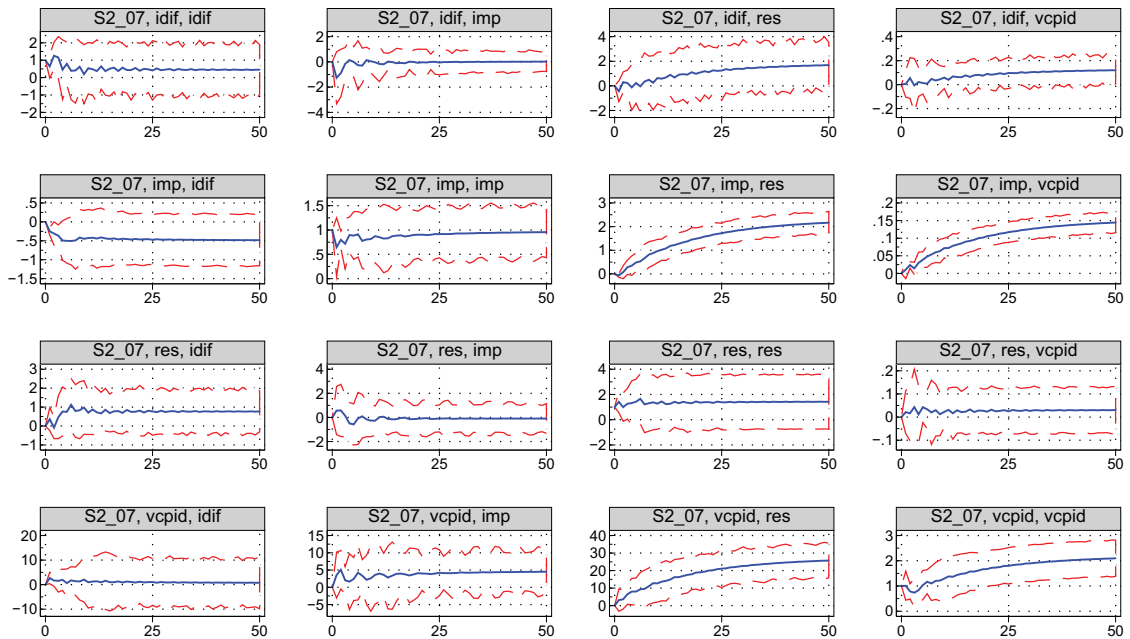 S2_07, idif, idif
2
1
0
−1
−2
0 25 50
S2_07, idif, imp
2
0
−2
−4
0 25 50
S2_07, idif, res
4
2
0
−2
0 25 50
S2_07, idif, vcpid
.4
.2
0
.2
0 25 50
S2_07, imp, idif
.5
0
−.5
−1
−1.5
0 25 50
S2_07, imp, imp
1.5
1
.5
0
0 25 50
S2_07, imp, res
3
2
1
0
0 25 50
S2_07, imp, vcpid
.2
.15
.1
.05
0
0 25 50
S2_07, res, idif
3
2
1
0
−1
0 25 50
S2_07, res, imp
4
2
0
−2
0 25 50
S2_07, res, res
4
2
0
−2
0 25 50
S2_07, res, vcpid
.2
.1
0
−.1
0 25 50
S2_07, vcpid, idif
20
10
0
−10
0 25 50
S2_07, vcpid, imp
15
10
5
0
−5
0 25 50
S2_07, vcpid, res
40
30
20
10
0
0 25 50
S2_07, vcpid, vcpid
3
2
1
0
0 25 50